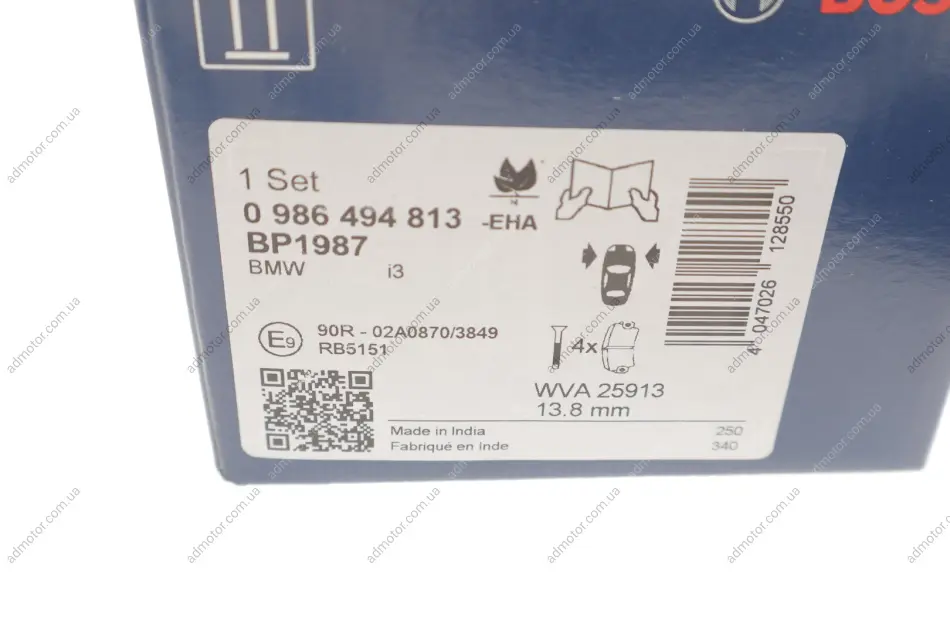 BOS
1 Set
0 986 494 813 -EHA
BP1987
BMW i3
N
E9
90R - 02A0870/3849
RB5151
4x
WVA 25913
13.8 mm
Made in India 250
Fabriqué en Inde 340
4 047026 128550
admotor.com.ua